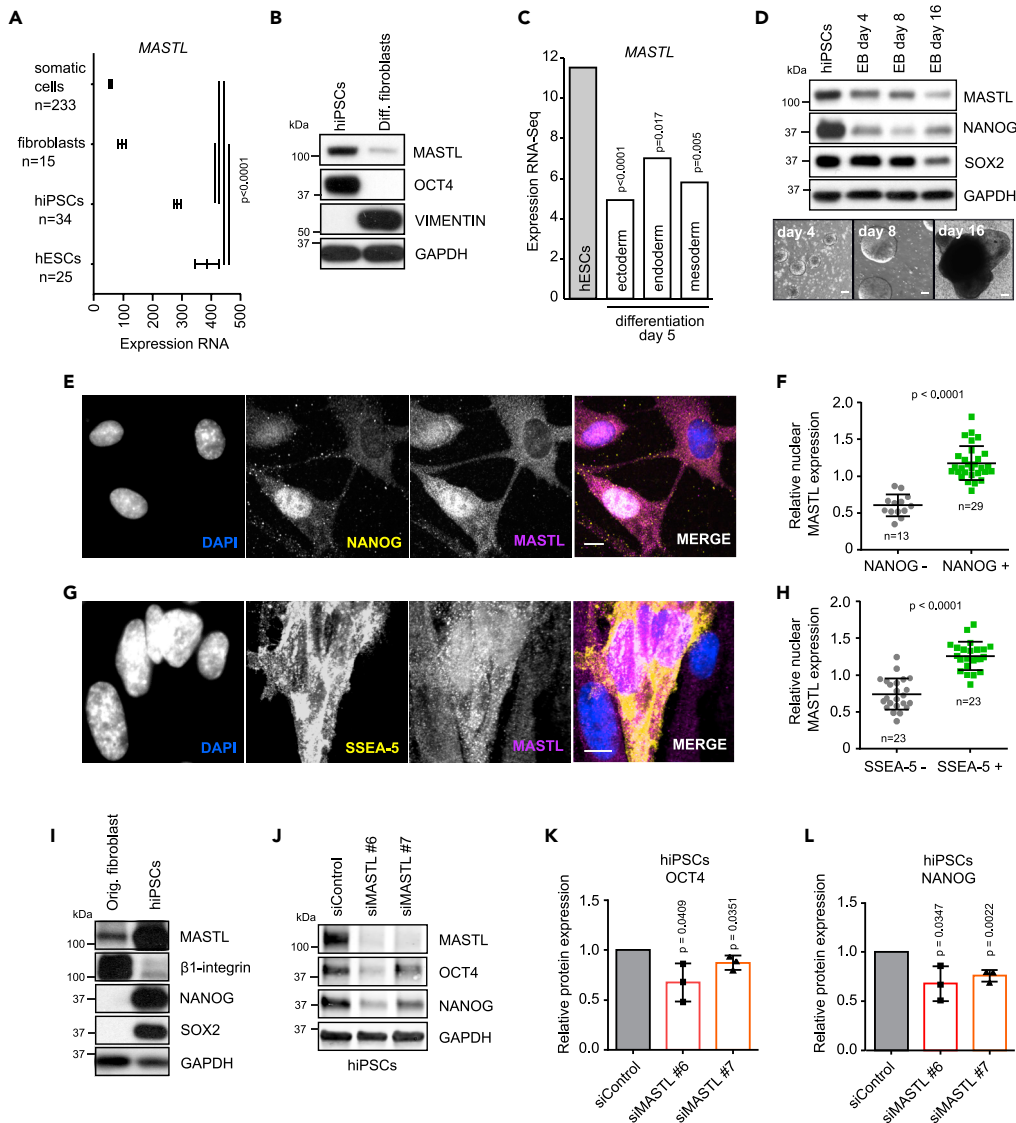 A
MASTL
somatic
cells
n=233
fibroblasts
n=15
hiPSCs
n=34
hESCs
n=25
p<0.0001
0
100
200
300
400
500
Expression RNA
B
hiPSCs
Diff. fibroblasts
kDa
100
MASTL
37
OCT4
50
VIMENTIN
37
GAPDH
C
MASTL
Expression RNA-Seq
12
10
8
6
4
2
0
hESCs
p<0.0001
ectoderm
p=0.017
endoderm
p=0.005
mesoderm
differentiation
day 5
D
hiPSCs
EB day 4
EB day 8
EB day 16
kDa
100
MASTL
37
NANOG
37
SOX2
37
GAPDH
day 4
day 8
day 16
E
DAPI
NANOG
MASTL
MERGE
F
Relative nuclear
MASTL expression
2.0
1.5
1.0
0.5
0
p < 0.0001
n=13
n=29
NANOG -
NANOG +
G
DAPI
SSEA-5
MASTL
MERGE
H
Relative nuclear
MASTL expression
2.0
1.5
1.0
0.5
0
p < 0.0001
n=23
n=23
SSEA-5 -
SSEA-5 +
I
Orig. fibroblast
hiPSCs
kDa
100
MASTL
100
β1-integrin
37
NANOG
37
SOX2
37
GAPDH
J
siControl
siMASTL #6
siMASTL #7
kDa
100
MASTL
37
OCT4
37
NANOG
37
GAPDH
hiPSCs
K
hiPSCs
OCT4
Relative protein expression
1.5
1.0
0.5
0
p = 0.0409
p = 0.0351
siControl
siMASTL #6
siMASTL #7
L
hiPSCs
NANOG
Relative protein expression
1.5
1.0
0.5
0
p = 0.0347
p = 0.0022
siControl
siMASTL #6
siMASTL #7